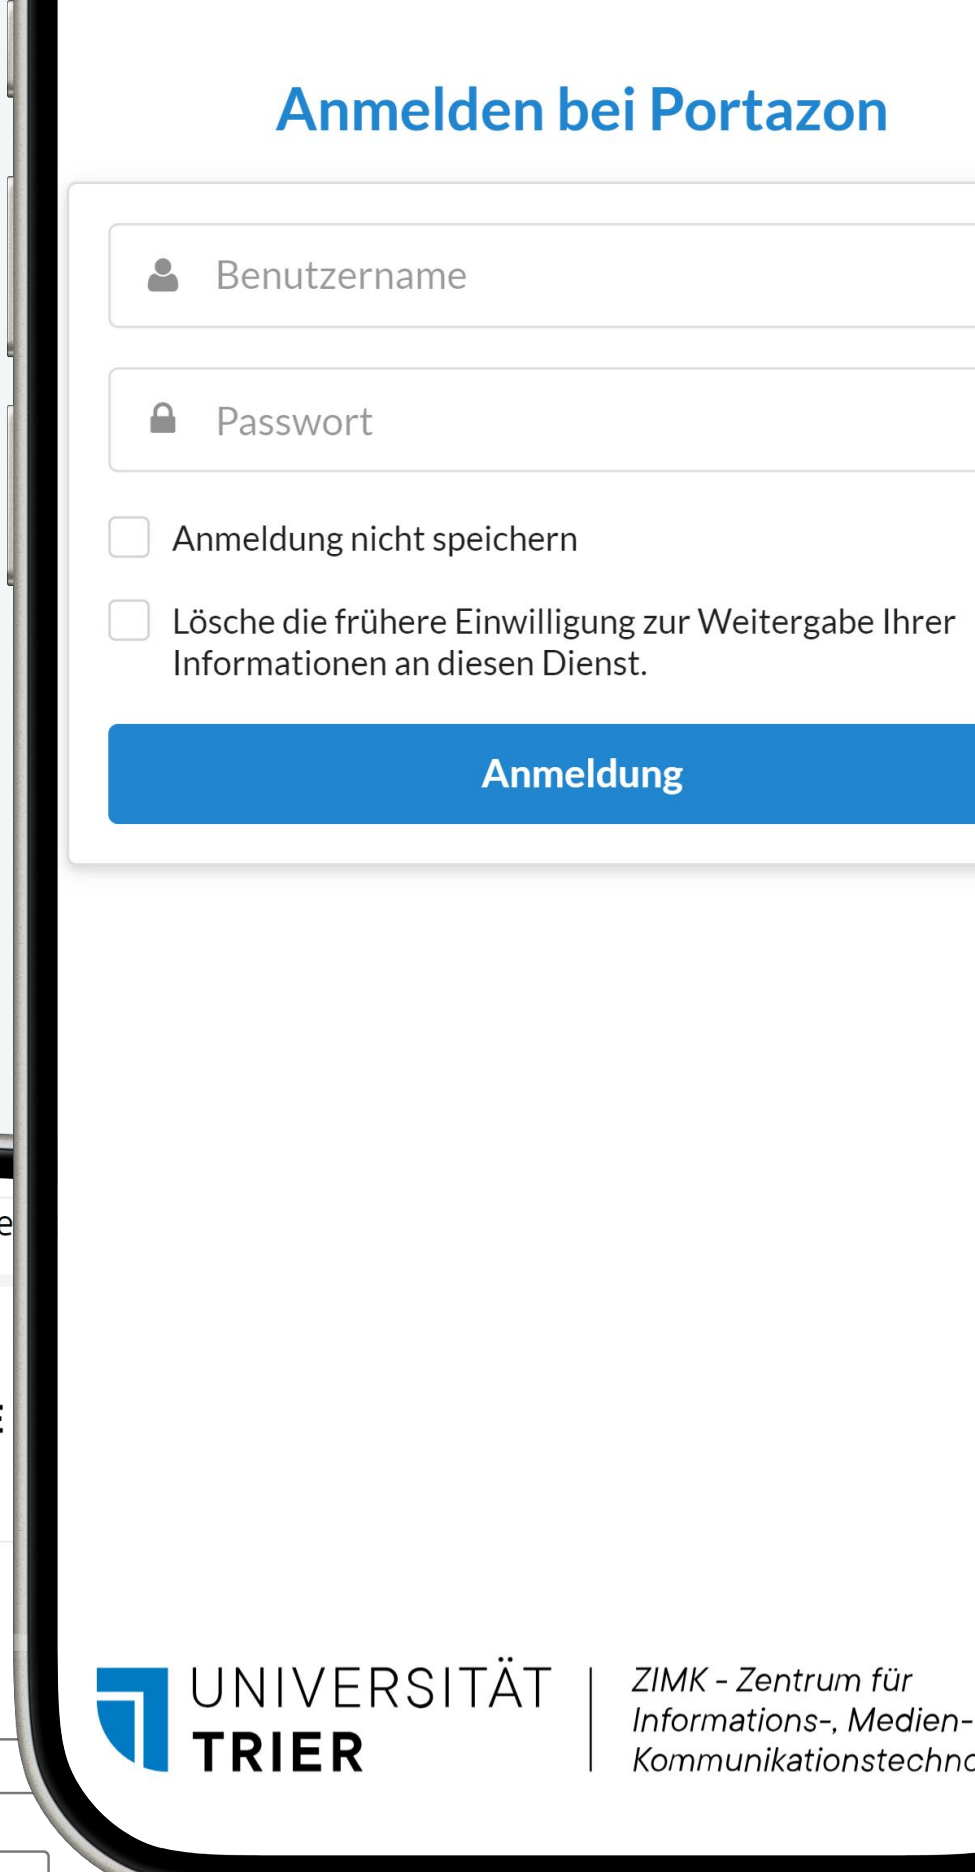 Anmelden bei Portazon
Benutzername
Passwort
Anmeldung nicht speichern
Lösche die frühere Einwilligung zur Weitergabe Ihrer
Informationen an diesen Dienst.
Anmeldung
UNIVERSITÄT
TRIER
ZIMK - Zentrum für
Informations-, Medien-